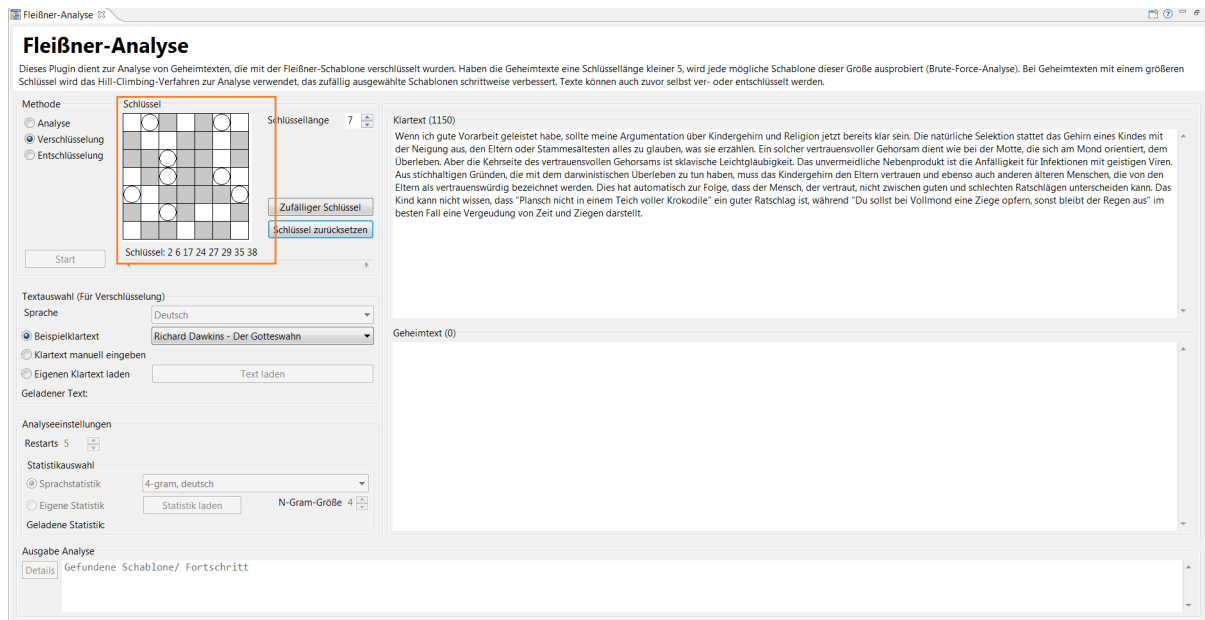 Fleißner-Analyse
Fleißner-Analyse
Dieses Plugin dient zur Analyse von Geheimtexten, die mit der Fleißner-Schablone verschlüsselt wurden. Haben die Geheimtexte eine Schlüssellänge kleiner 5, wird jede mögliche Schablone dieser Größe ausprobiert (Brute-Force-Analyse). Bei Geheimtexten mit einem größeren
Schlüssel wird das Hill-Climbing-Verfahren zur Analyse verwendet, das zufällig ausgewählte Schablonen schrittweise verbessert. Texte können auch zuvor selbst ver- oder entschlüsselt werden.
Methode
Analyse
Verschlüsselung
Entschlüsselung
Start
Schlüssel
Schlüssellänge 7
Zufälliger Schlüssel
Schlüssel zurücksetzen
Schlüssel: 2 6 17 24 27 29 35 38
Textauswahl (Für Verschlüsselung)
Sprache Deutsch
Beispielklartext Richard Dawkins - Der Gotteswahn
Klartext manuell eingeben
Eigenen Klartext laden Text laden
Geladener Text:
Analyseeinstellungen
Restarts 5
Statistikauswahl
Sprachstatistik 4-gram, deutsch
Eigene Statistik Statistik laden N-Gram-Größe 4
Geladene Statistik:
Klartext (1150)
Wenn ich gute Vorarbeit geleistet habe, sollte meine Argumentation über Kindergehirn und Religion jetzt bereits klar sein. Die natürliche Selektion stattet das Gehirn eines Kindes mit
der Neigung aus, den Eltern oder Stammesältesten alles zu glauben, was sie erzählen. Ein solcher vertrauensvoller Gehorsam dient wie bei der Motte, die sich am Mond orientiert, dem
Überleben. Aber die Kehrseite des vertrauensvollen Gehorsams ist sklavische Leichtgläubigkeit. Das unvermeidliche Nebenprodukt ist die Anfälligkeit für Infektionen mit geistigen Viren.
Aus stichhaltigen Gründen, die mit dem darwinistischen Überleben zu tun haben, muss das Kindergehirn den Eltern vertrauen und ebenso auch anderen älteren Menschen, die von den
Eltern als vertrauenswürdig bezeichnet werden. Dies hat automatisch zur Folge, dass der Mensch, der vertraut, nicht zwischen guten und schlechten Ratschlägen unterscheiden kann. Das
Kind kann nicht wissen, dass "Plansch nicht in einem Teich voller Krokodile" ein guter Ratschlag ist, während "Du sollst bei Vollmond eine Ziege opfern, sonst bleibt der Regen aus" im
besten Fall eine Vergeudung von Zeit und Ziegen darstellt.
Geheimtext (0)
Ausgabe Analyse
Details
Gefundene Schablone/ Fortschritt